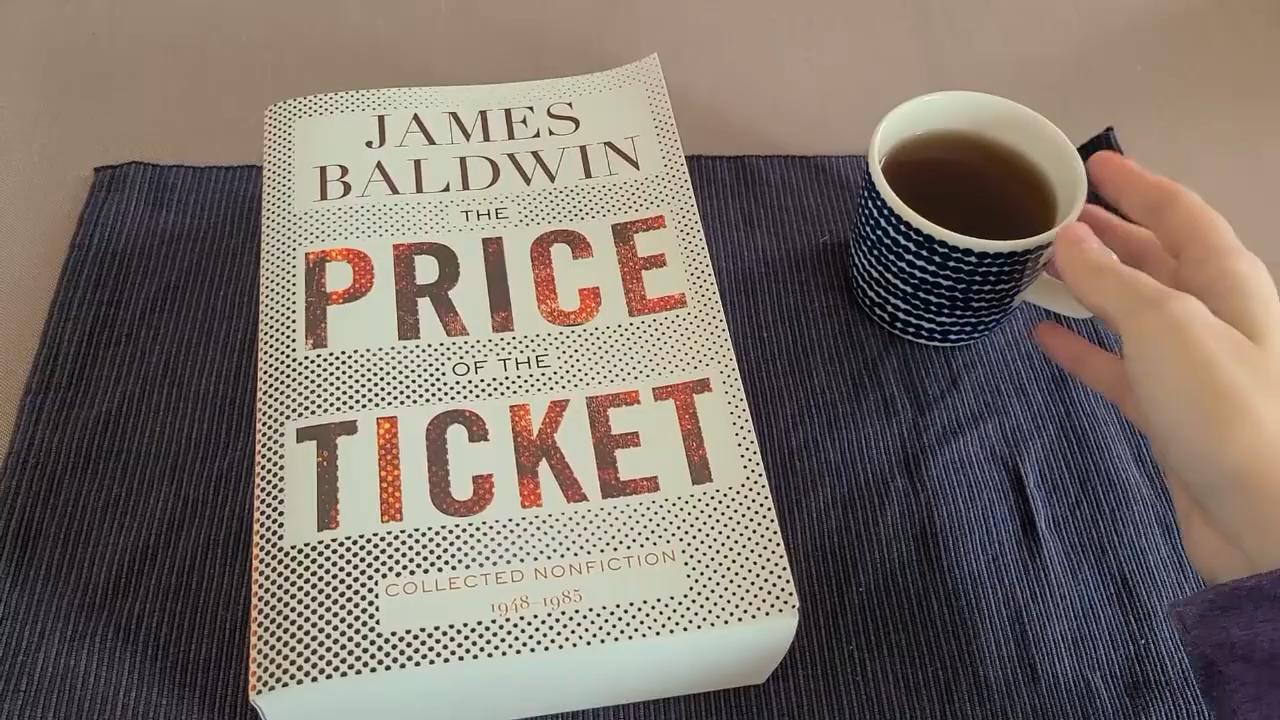 JAMES
BALDWIN
THE
PRICE
OF THE
TICKET
COLLECTED NONFICTION
1948–1985